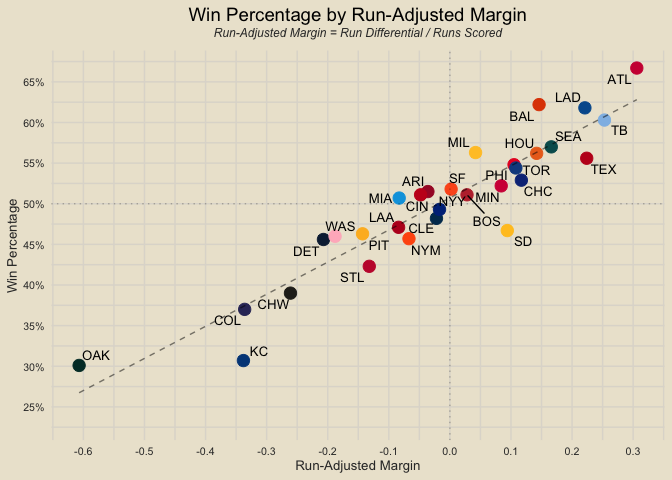 Win Percentage by Run-Adjusted Margin
Run-Adjusted Margin = Run Differential / Runs Scored
Win Percentage
65%
60%
55%
50%
45%
40%
35%
30%
25%
ATL
LAD
BAL
TB
SEA
HOU
MIL
TEX
TOR
PHI
CHC
SF
ARI
MIN
MIA
CIN
NYY
BOS
LAA
CLE
SD
WAS
PIT
NYM
DET
STL
CHW
COL
KC
OAK
-0.6 -0.5 -0.4 -0.3 -0.2 -0.1 0.0 0.1 0.2 0.3
Run-Adjusted Margin